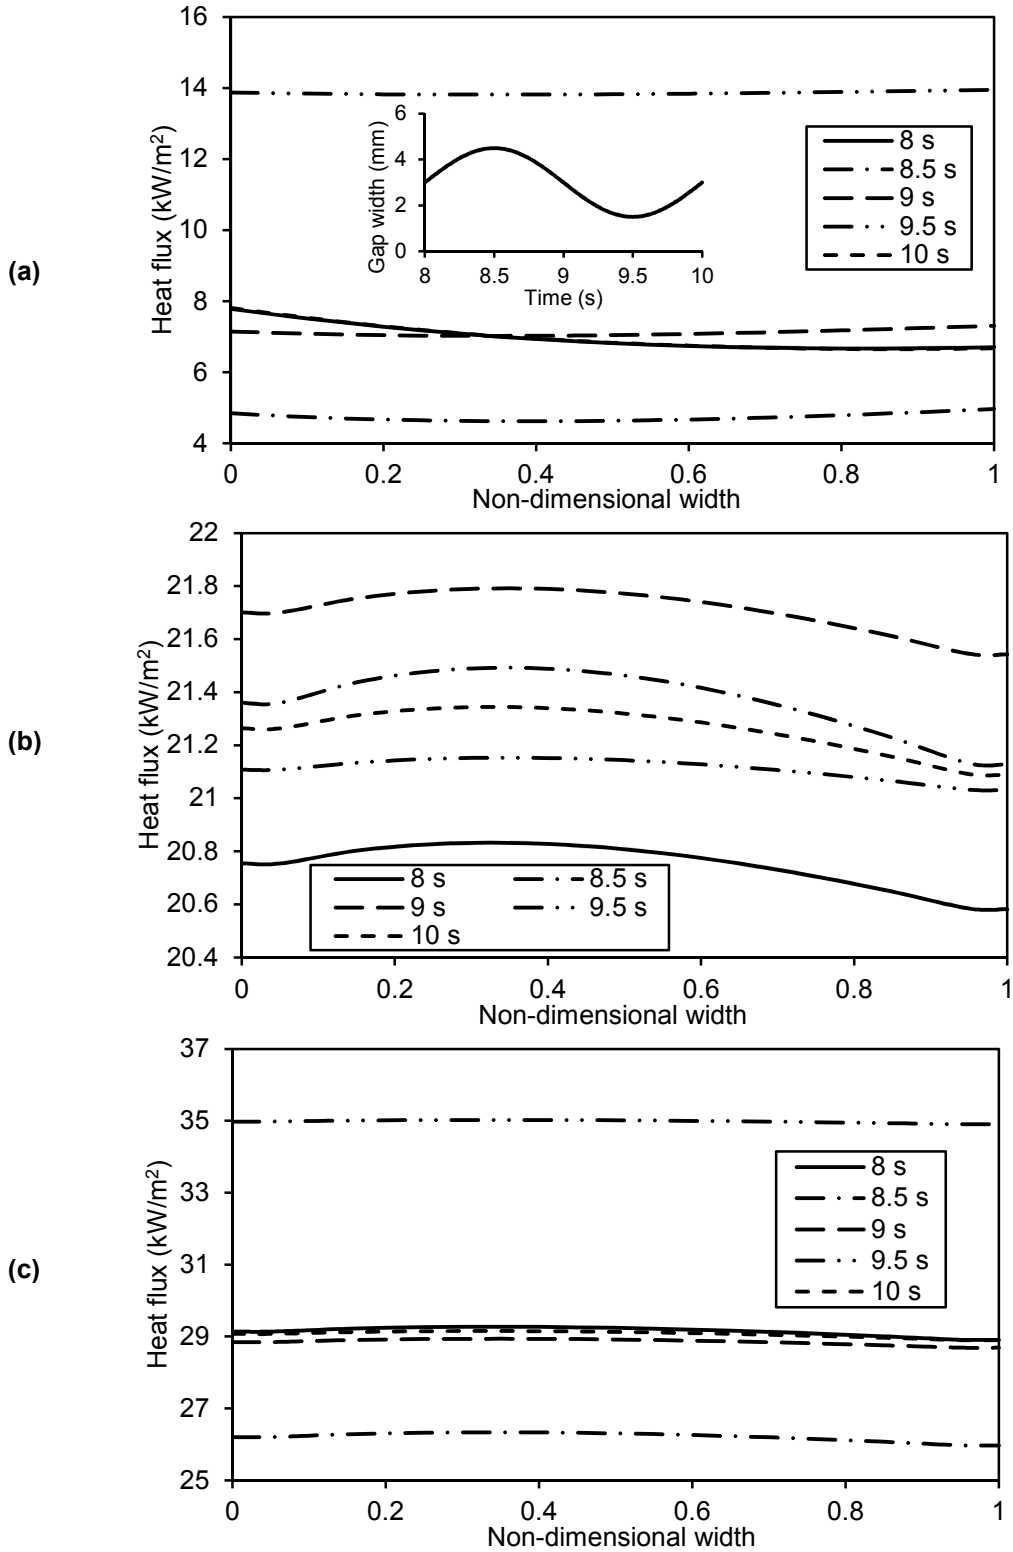 (a)
Heat flux (kW/m²)
16
14
12
10
8
6
4
0
0.2
0.4
0.6
0.8
1
Non-dimensional width
Gap width (mm)
6
4
2
0
8
8.5
9
9.5
10
Time (s)
8 s
8.5 s
9 s
9.5 s
10 s
(b)
Heat flux (kW/m²)
22
21.8
21.6
21.4
21.2
21
20.8
20.6
20.4
0
0.2
0.4
0.6
0.8
1
Non-dimensional width
8 s
8.5 s
9 s
9.5 s
10 s
(c)
Heat flux (kW/m²)
37
35
33
31
29
27
25
0
0.2
0.4
0.6
0.8
1
Non-dimensional width
8 s
8.5 s
9 s
9.5 s
10 s